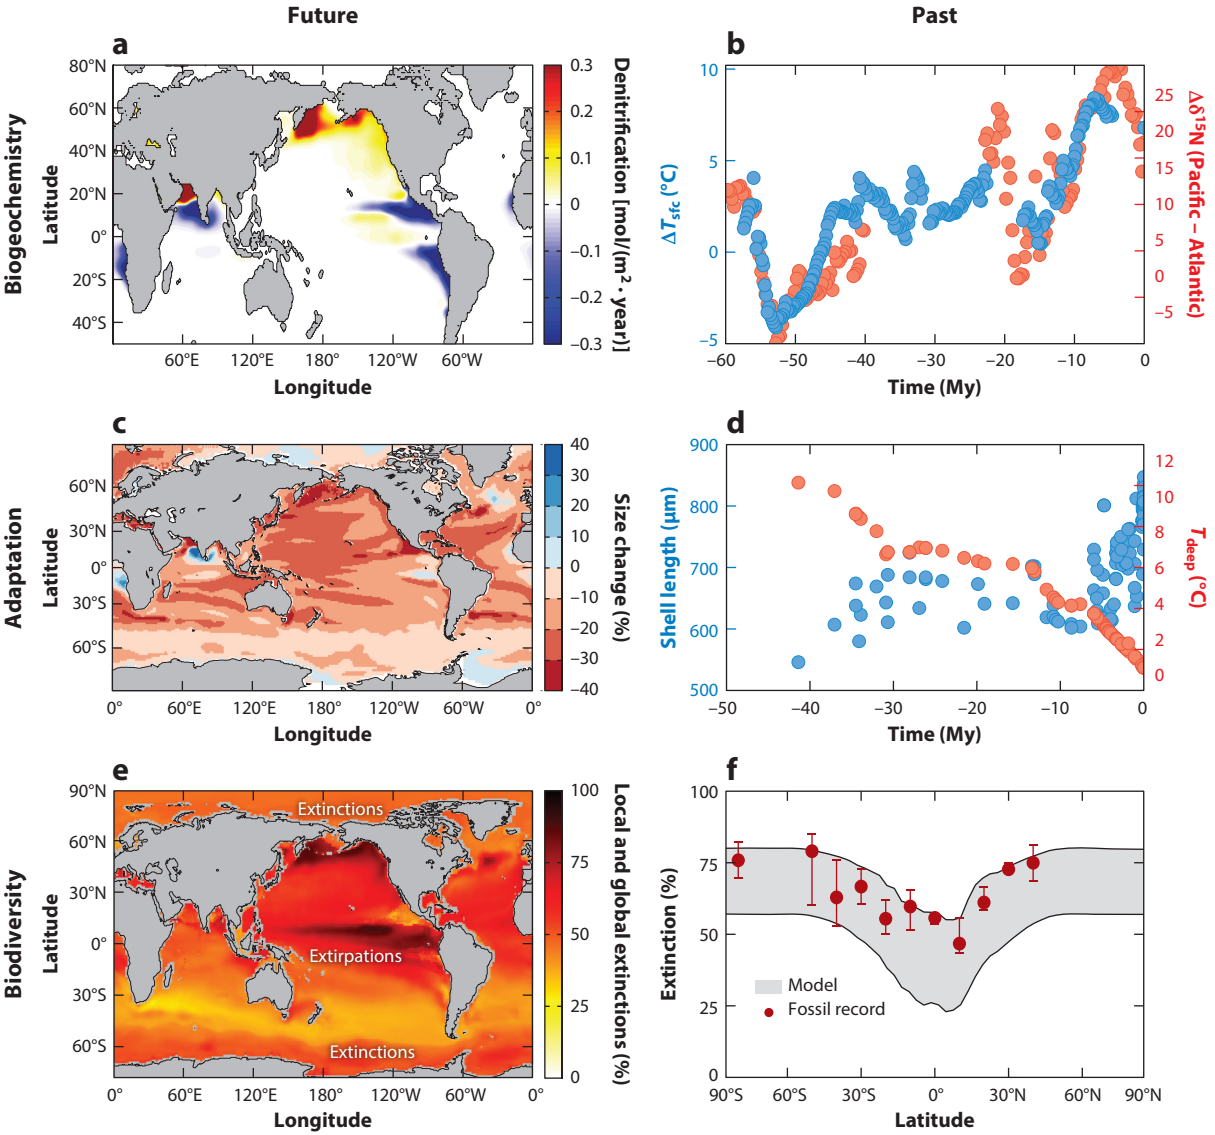 Future
Past
a
80°N
60°N
40°N
20°N
0°
20°S
40°S
60°E
120°E
180°
120°W
60°W
Longitude
Latitude
Biogeochemistry
0.3
0.2
0.1
0
–0.1
–0.2
–0.3
Denitrification [mol/(m² · year)]
b
10
5
0
–5
ΔTsfc (°C)
25
20
15
10
5
0
–5
Δδ¹⁵N (Pacific – Atlantic)
–60
–50
–40
–30
–20
–10
0
Time (My)
c
60°N
30°N
0°
30°S
60°S
0°
60°E
120°E
180°
120°W
60°W
0°
Longitude
Latitude
Adaptation
40
30
20
10
0
–10
–20
–30
–40
Size change (%)
d
900
800
700
600
500
Shell length (μm)
12
10
8
6
4
2
0
Tdeep (°C)
–50
–40
–30
–20
–10
0
Time (My)
e
90°N
60°N
30°N
0°
30°S
60°S
Extinctions
Extirpations
Extinctions
0°
60°E
120°E
180°
120°W
60°W
0°
Longitude
Latitude
Biodiversity
100
75
50
25
0
Local and global extinctions (%)
f
100
75
50
25
0
Extinction (%)
Model
Fossil record
90°S
60°S
30°S
0°
30°N
60°N
90°N
Latitude